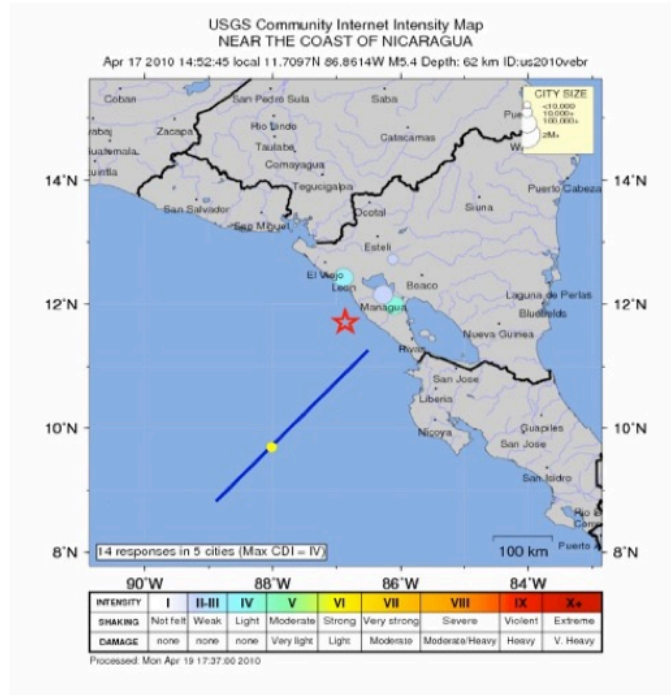 USGS Community Internet Intensity Map
NEAR THE COAST OF NICARAGUA
Apr 17 2010 14:52:45 local 11.7097N 86.8614W M5.4 Depth: 62 km ID:us2010vebr
CITY SIZE
<10,000
10,000+
100,000+
2M+
Coban
San Pedro Sula
Saba
Zacapa
Rio Lindo
Taulabe
Catacamas
Comayagua
Tegucigalpa
14°N
Puerto Cabeza
14°N
San Salvador
San Miguel
Ocotal
Siuna
Esteli
El Viejo
Leon
Boaco
12°N
Managua
Laguna de Perlas
12°N
Bluefields
Nueva Guinea
Rivas
San Jose
Liberia
10°N
Nicoya
Guapiles
10°N
San Jose
San Isidro
8°N
14 responses in 5 cities (Max CDI = IV)
100 km
Puerto
8°N
90°W 88°W 86°W 84°W
INTENSITY I II-III IV V VI VII VIII IX X+
SHAKING Not felt Weak Light Moderate Strong Very strong Severe Violent Extreme
DAMAGE none none none Very light Light Moderate Moderate/Heavy Heavy V. Heavy
Processed: Mon Apr 19 17:37:00 2010